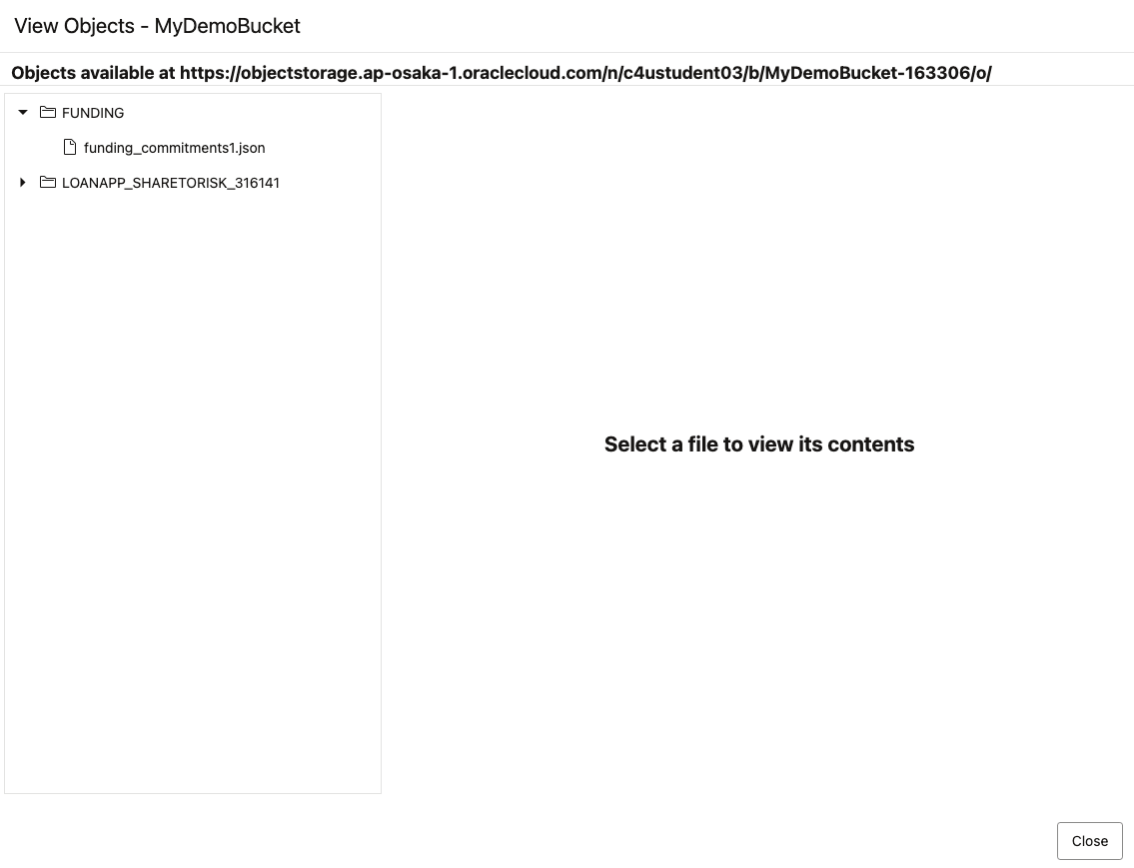 View Objects - MyDemoBucket
Objects available at https://objectstorage.ap-osaka-1.oraclecloud.com/n/c4ustudent03/b/MyDemoBucket-163306/o/
FUNDING
funding_commitments1.json
LOANAPP_SHARETORISK_316141
Select a file to view its contents
Close